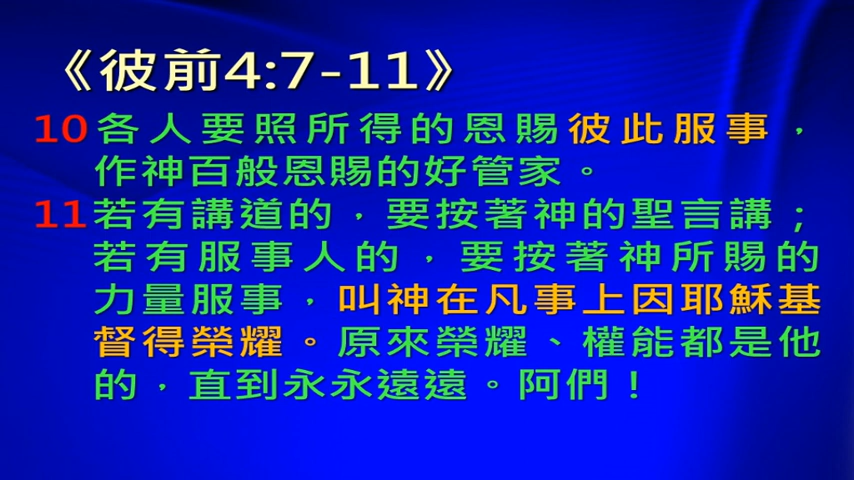 《彼前4:7-11》
10各人要照所得的恩賜彼此服事，
作神百般恩賜的好管家。
11若有講道的，要按著神的聖言講；
若有服事人的，要按著神所賜的
力量服事，叫神在凡事上因耶穌基
督得榮耀。原來榮耀、權能都是他
的，直到永永遠遠。阿們！